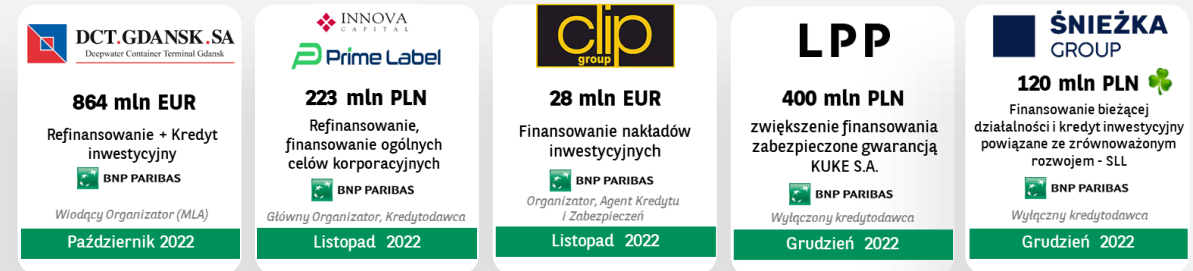 DCT.GDANSK.SA
Deepwater Container Terminal Gdansk
864 mln EUR
Refinansowanie + Kredyt
inwestycyjny
BNP PARIBAS
Wiodący Organizator (MLA)
Październik 2022
INNOVA
CAPITAL
Prime Label
223 mln PLN
Refinansowanie,
finansowanie ogólnych
celów korporacyjnych
BNP PARIBAS
Główny Organizator, Kredytodawca
Listopad 2022
clip
group
28 mln EUR
Finansowanie nakładów
inwestycyjnych
BNP PARIBAS
Organizator, Agent Kredytu
i Zabezpieczeń
Listopad 2022
LPP
400 mln PLN
zwiększenie finansowania
zabezpieczone gwarancją
KUKE S.A.
BNP PARIBAS
Wyłączony kredytodawca
Grudzień 2022
ŚNIEŻKA
GROUP
120 mln PLN
Finansowanie bieżącej
działalności i kredyt inwestycyjny
powiązane ze zrównoważonym
rozwojem - SLL
BNP PARIBAS
Wyłączny kredytodawca
Grudzień 2022